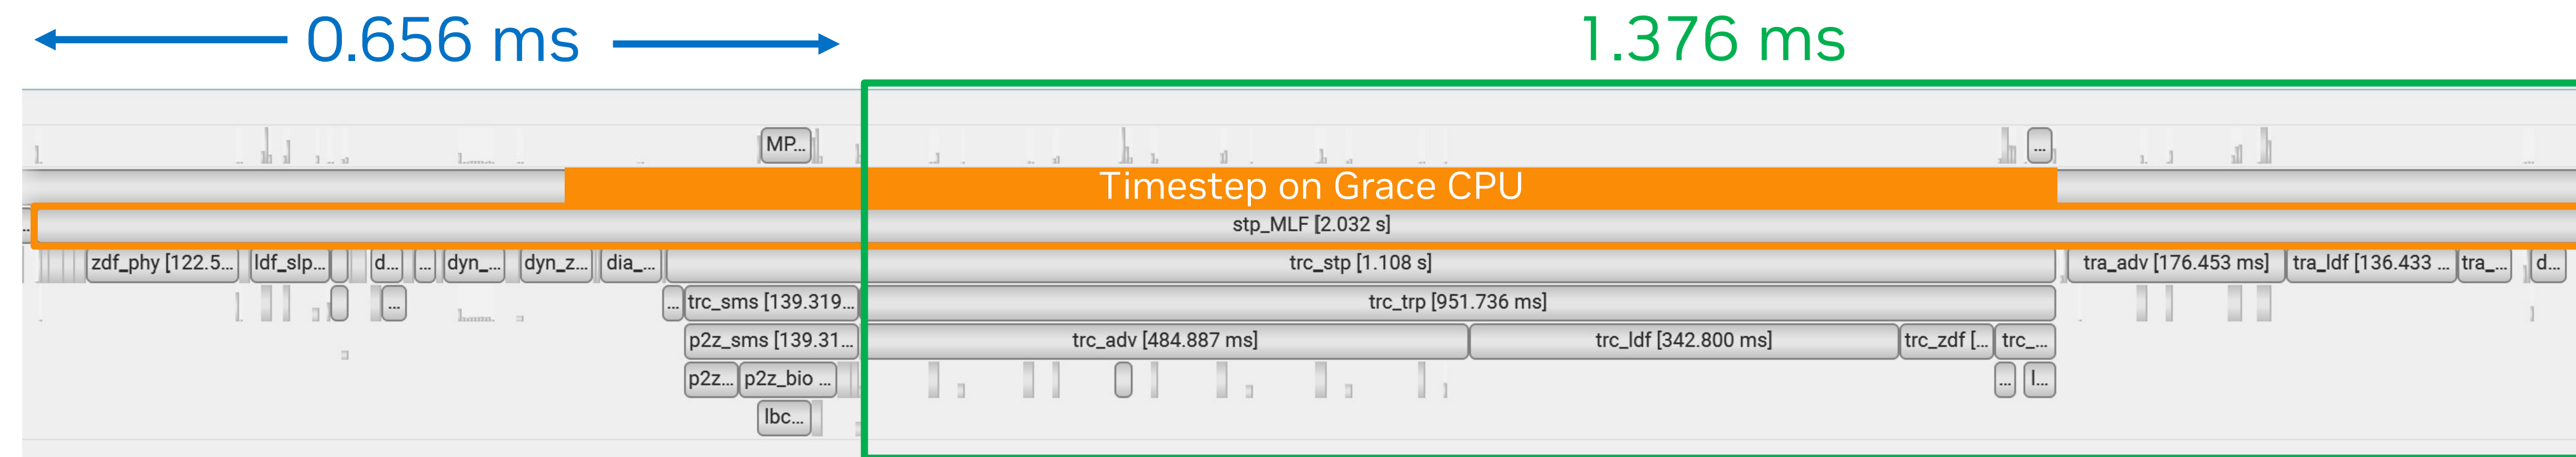 0.656 ms 1.376 ms
MP... ...
Timestep on Grace CPU
... stp_MLF [2.032 s]
zdf_phy [122.5... ldf_slp... d... ... dyn_... dyn_z... dia_... trc_stp [1.108 s] tra_adv [176.453 ms] tra_ldf [136.433 ... tra_... d...
... ... trc_sms [139.319... trc_trp [951.736 ms]
p2z_sms [139.31... trc_adv [484.887 ms] trc_ldf [342.800 ms] trc_zdf [... trc_...
p2z... p2z_bio ... ... l...
lbc...